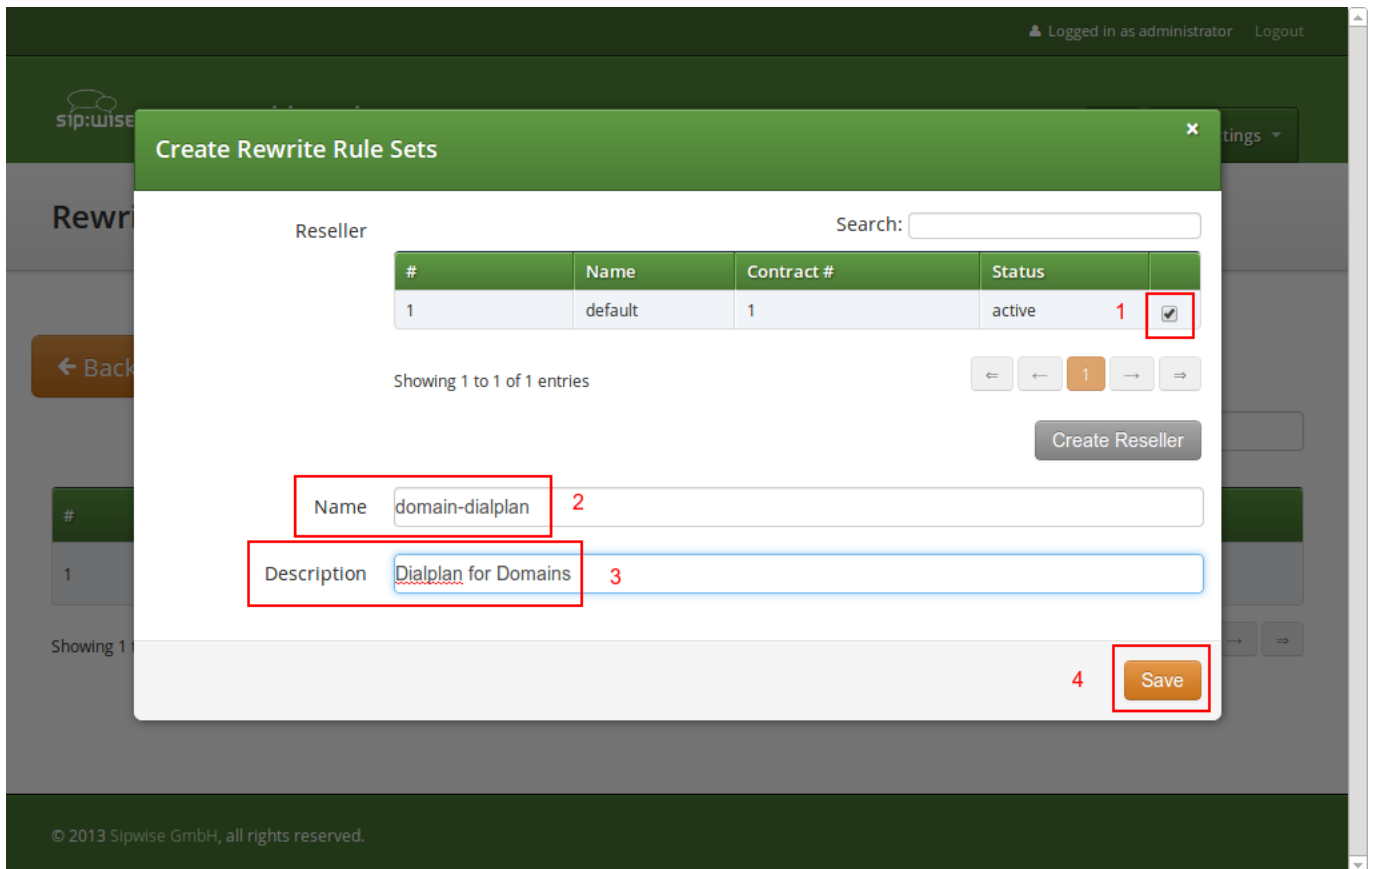 Logged in as administrator Logout
sip:wise
tings
Create Rewrite Rule Sets ×
Rewri
Reseller
Search:
# Name Contract # Status
1 default 1 active 1
← Back
Showing 1 to 1 of 1 entries
⇐ ← 1 → ⇒
Create Reseller
Name domain-dialplan 2
#
Description Dialplan for Domains 3
1
Showing 1 t
→ ⇒
4 Save
© 2013 Sipwise GmbH, all rights reserved.